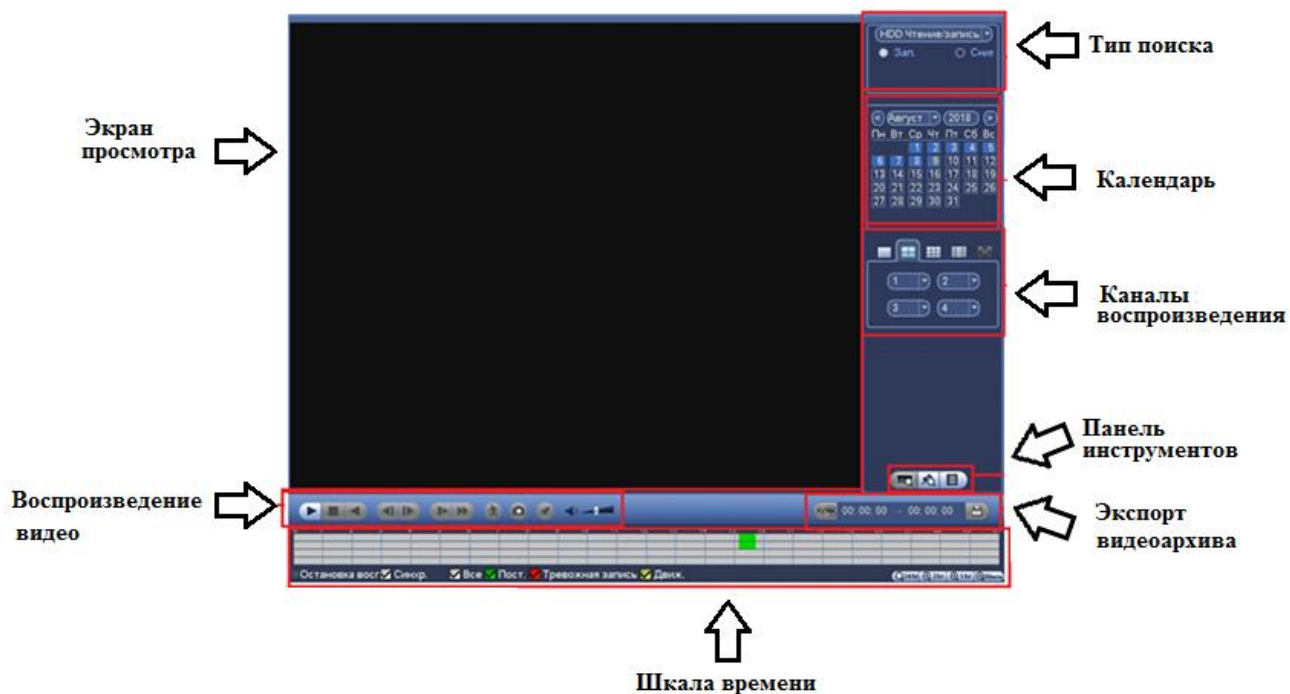 HDD Чтение/запись
Зап.
Тип поиска
Экран
просмотра
Август 2018
Пн Вт Ср Чт Пт Сб Вс
1 2 3 4 5
6 7 8 9 10 11 12
13 14 15 16 17 18 19
20 21 22 23 24 25 26
27 28 29 30 31
Календарь
1 2
3 4
Каналы
воспроизведения
Панель
инструментов
Воспроизведение
видео
00: 00: 00 - 00: 00: 00
Экспорт
видеоархива
Остановка восп Синхр. Все Пост. Тревожная запись Движ.
Шкала времени